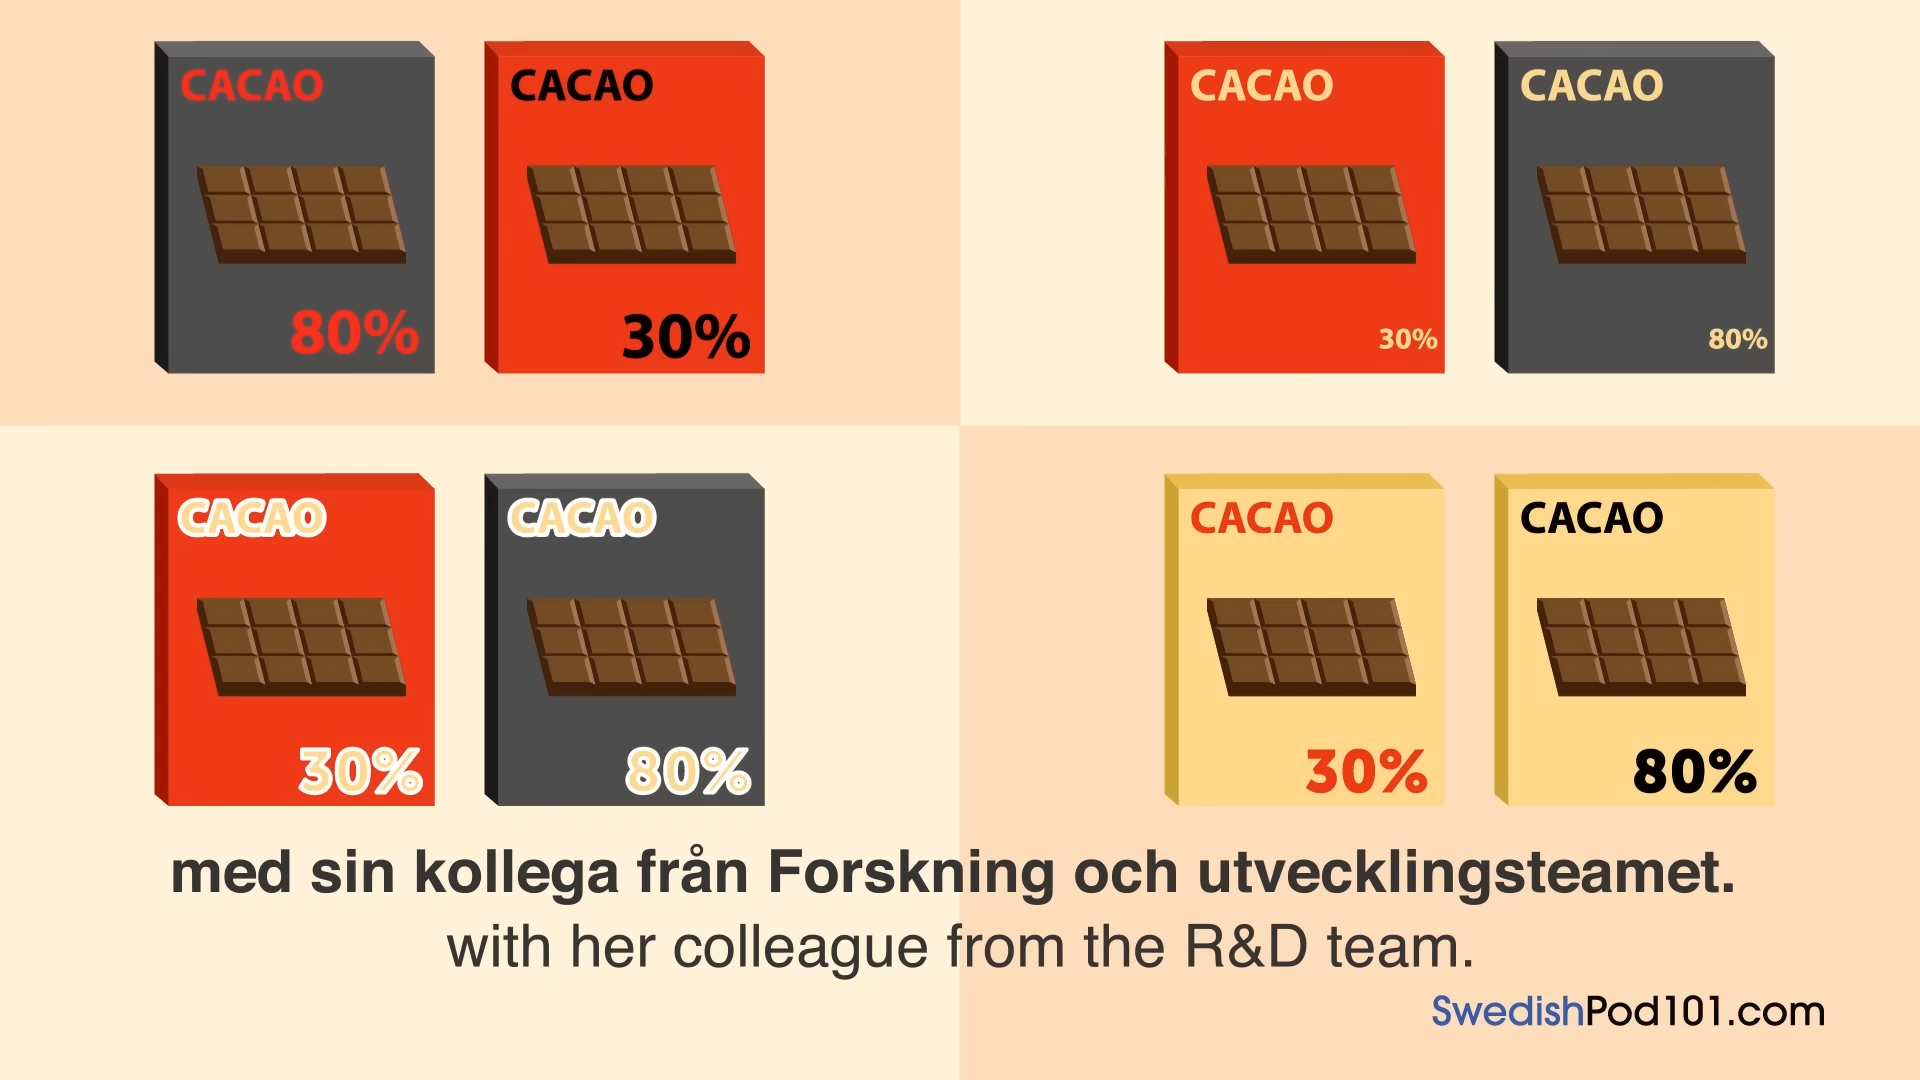 CACAO
80%
CACAO
30%
CACAO
30%
CACAO
80%
CACAO
30%
CACAO
80%
CACAO
30%
CACAO
80%
med sin kollega från Forskning och utvecklingsteamet.
with her colleague from the R&D team.
SwedishPod101.com